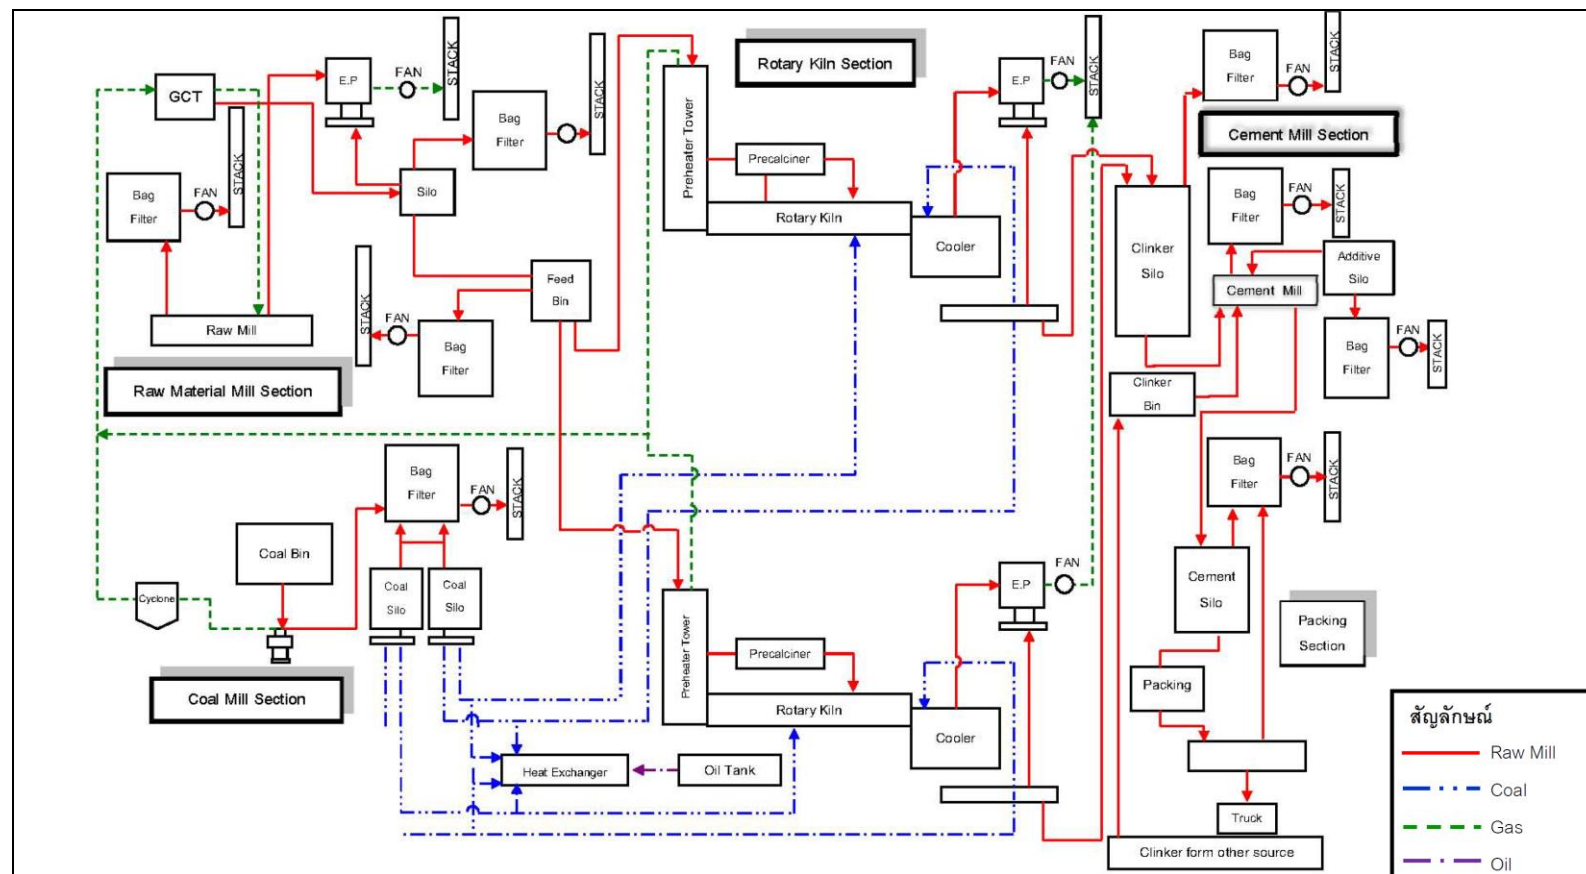 Rotary Kiln Section
E.P
FAN
STACK
GCT
STACK
Bag
Filter
STACK
Bag
Filter
FAN
STACK
Silo
Raw Mill
Raw Material Mill Section
Feed
Bin
STACK
FAN
Bag
Filter
Preheater Tower
Precalciner
Rotary Kiln
Cooler
E.P
FAN
STACK
Bag
Filter
FAN
STACK
Cement Mill Section
Clinker
Silo
Bag
Filter
FAN
STACK
Additive
Silo
Cement Mill
Bag
Filter
FAN
STACK
Clinker
Bin
Bag
Filter
FAN
STACK
Bag
Filter
FAN
STACK
Coal Bin
Cyclone
Coal
Silo
Coal
Silo
Coal Mill Section
Preheater Tower
Precalciner
Rotary Kiln
Cooler
E.P
FAN
Heat Exchanger
Oil Tank
Cement
Silo
Packing
Section
Packing
Truck
Clinker form other source
สัญลักษณ์
Raw Mill
Coal
Gas
Oil